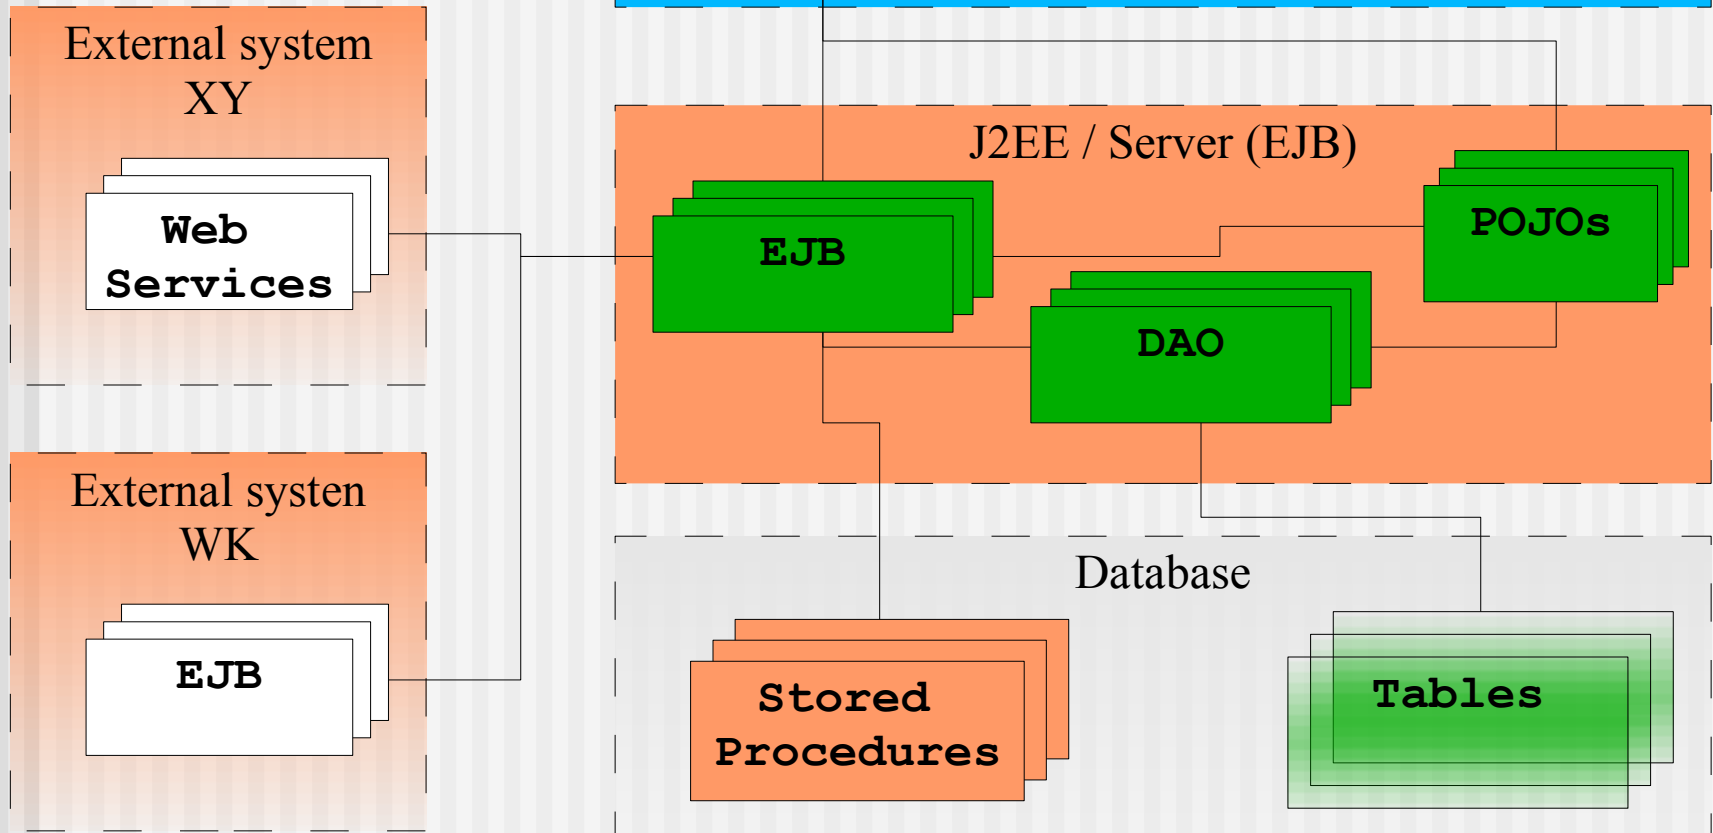 External system
XY
Web
Services
J2EE / Server (EJB)
EJB
POJOs
DAO
External systen
WK
EJB
Database
Stored
Procedures
Tables